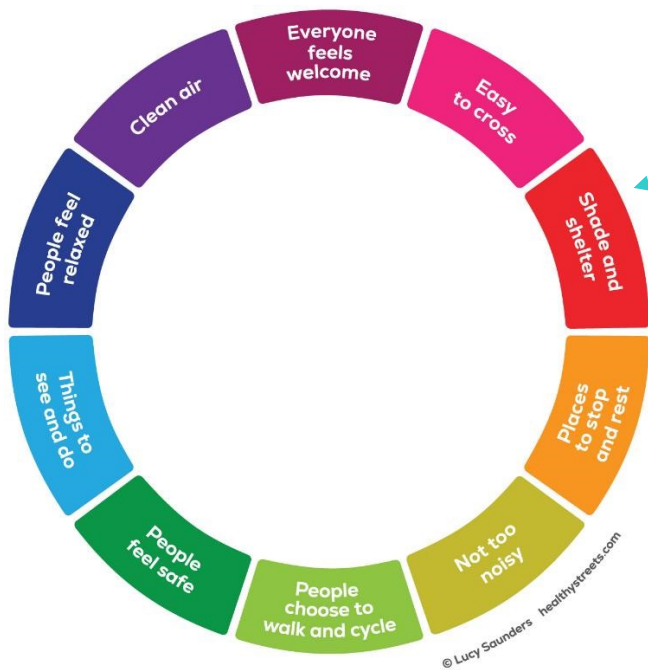 Everyone
feels
welcome
Easy
to cross
Shade and
shelter
Places
to stop
and rest
Not too
noisy
People
choose to
walk and cycle
People
feel safe
Things to
see and do
People feel
relaxed
Clean air
© Lucy Saunders healthystreets.com